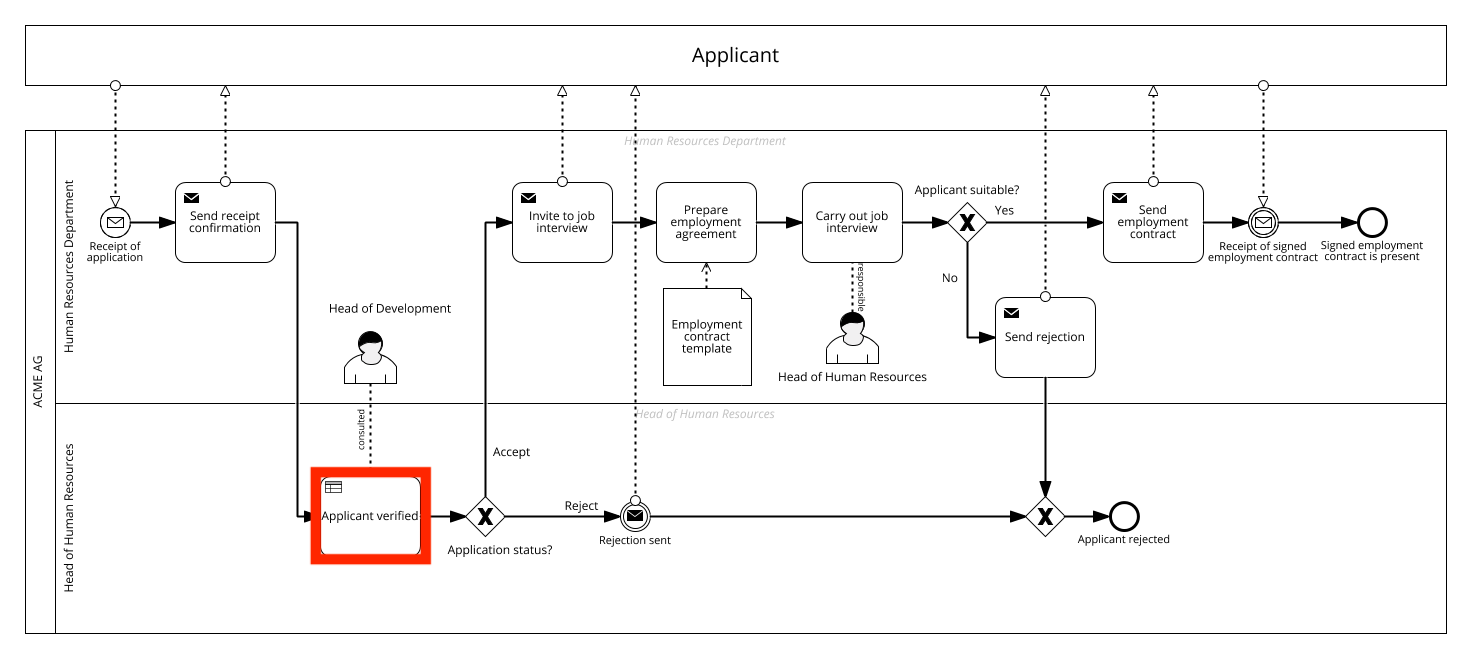 Applicant
ACME AG
Human Resources Department
Human Resources Department
Receipt of
application
Send receipt
confirmation
Invite to job
interview
Prepare
employment
agreement
Carry out job
interview
Applicant suitable?
Yes
No
Send
employment
contract
Receipt of signed
employment contract
Signed employment
contract is present
Head of Development
consulted
Employment
contract
template
responsible
Head of Human Resources
Send rejection
Head of Human Resources
Head of Human Resources
Applicant verified
Accept
Application status?
Reject
Rejection sent
Applicant rejected